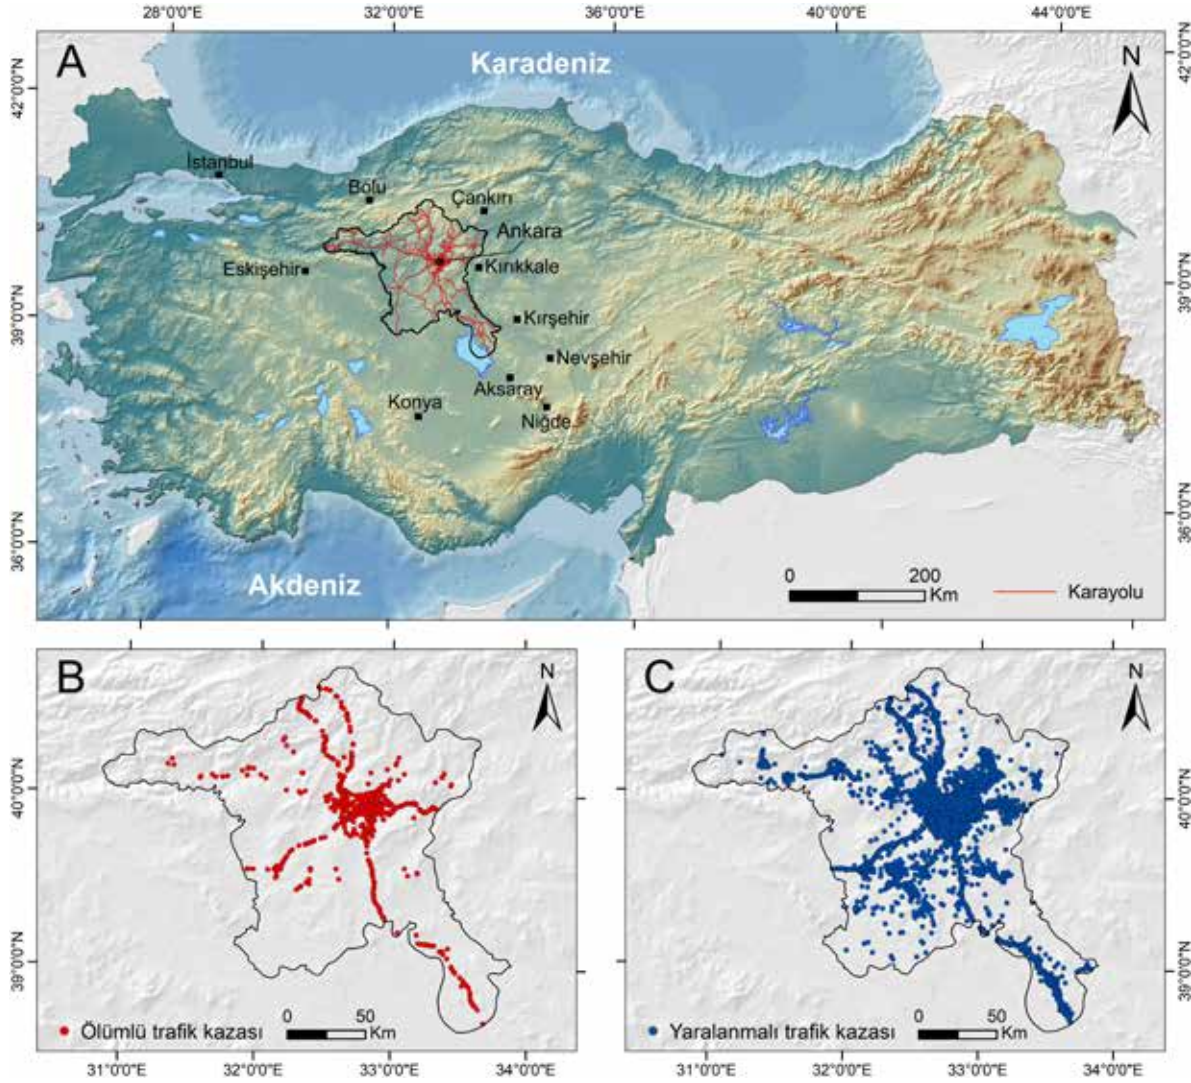 28°0'0"E 32°0'0"E 36°0'0"E 40°0'0"E 44°0'0"E
A
Karadeniz
N
42°0'0"N
42°0'0"N
İstanbul
Bolu
Çankırı
Ankara
Eskişehir
Kırıkkale
39°0'0"N
39°0'0"N
Kırşehir
Nevşehir
Aksaray
Konya
Niğde
36°0'0"N
36°0'0"N
Akdeniz
0 200
Km
Karayolu
B
N
C
N
40°0'0"N
40°0'0"N
39°0'0"N
39°0'0"N
Ölümlü trafik kazası
0 50
Km
Yaralanmalı trafik kazası
0 50
Km
31°0'0"E 32°0'0"E 33°0'0"E 34°0'0"E
31°0'0"E 32°0'0"E 33°0'0"E 34°0'0"E